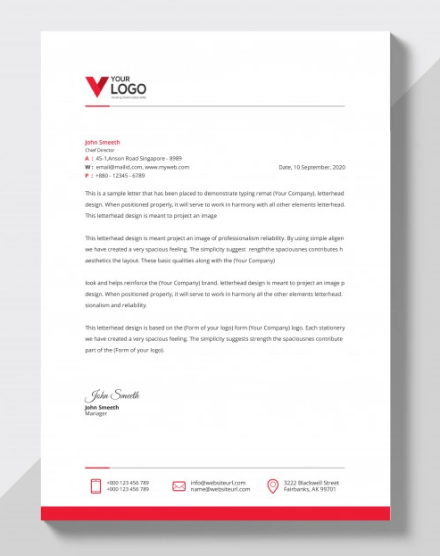 YOUR
LOGO
John Smeeth
Chief Director
A : 45-1,Anson Road Singapore - 8989
W : email@mailid.com, www.myweb.com
Date, 10 September, 2020
P : +880 - 12345 - 6789
This is a sample letter that has been placed to demonstrate typing remat (Your Company), letterhead
design. When positioned properly, it will serve to work in harmony with all other elements letterhead.
This letterhead design is meant to project an image
This letterhead design is meant project an image of professionalism reliability. By using simple aligen
we have created a very spacious feeling. The simplicity suggest rengththe spaciousnes contributes h
aesthetics the layout. These basic qualities along with the (Your Company)
look and helps reinforce the (Your Company) brand. letterhead design is meant to project an image p
design. When positioned properly, it will serve to work in harmony all the other elements letterhead.
sionalism and reliability.
This letterhead design is based on the (Form of your logo) form (Your Company) logo. Each stationery
we have created a very spacious feeling. The simplicity suggests strength the spaciousnes contribute
part of the (Form of your logo).
John Smeeth
John Smeeth
Manager
+000 123 456 789
+000 123 456 789
info@websiteurl.com
name@websiteurl.com
3222 Blackwell Street
Fairbanks, AK 99701